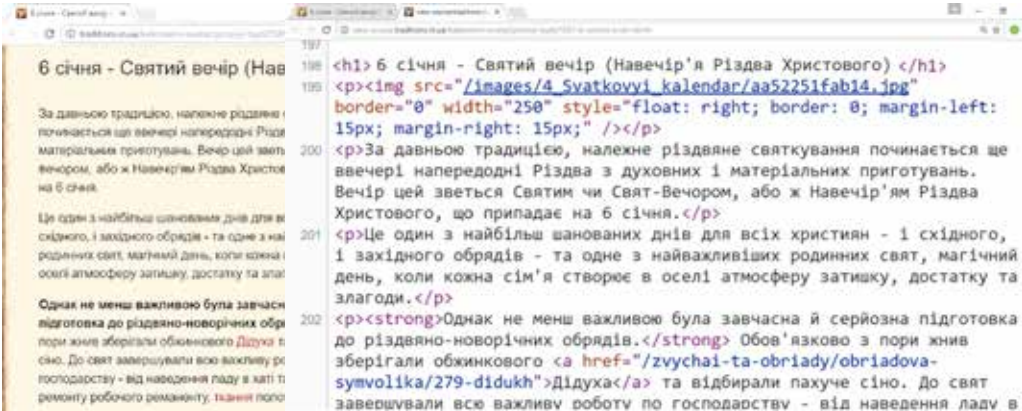 6 січня - Святий вечір (Нав
За давньою традицією, належне різдвяне
починається ще ввечері напередодні Різдв
матеріальних приготувань. Вечір цей зветь
вечором, або ж Навечір'ям Різдва Христов
на 6 січня.
Це один з найбільш шанованих днів для в
східного, і західного обрядів - та одне з най
родинних свят, магічний день, коли кожна
оселі атмосферу затишку, достатку та злаг
Однак не менш важливою була завчасн
підготовка до різдвяно-новорічних обр
пори жнив зберігали обжинкового Дідуха т
сіно. До свят завершували всю важливу ро
господарству - від наведення ладу в хаті т
ремонту робочого реманенту,
197
198 <h1> 6 січня - Святий вечір (Навечір'я Різдва Христового) </h1>
199 <p><img src="/images/4_Svatkovyi_kalendar/aa52251fab14.jpg"
border="0" width="250" style="float: right; border: 0; margin-left:
15px; margin-right: 15px;" /></p>
200 <p>За давньою традицією, належне різдвяне святкування починається ще
ввечері напередодні Різдва з духовних і матеріальних приготувань.
Вечір цей зветься Святим чи Свят-Вечором, або ж Навечір'ям Різдва
Христового, що припадає на 6 січня.</p>
201 <p>Це один з найбільш шанованих днів для всіх християн - і східного,
і західного обрядів - та одне з найважливіших родинних свят, магічний
день, коли кожна сім'я створює в оселі атмосферу затишку, достатку та
злагоди.</p>
202 <p><strong>Однак не менш важливою була завчасна й серйозна підготовка
до різдвяно-новорічних обрядів.</strong> Обов'язково з пори жнив
зберігали обжинкового <a href="/zvychai-ta-obriady/obriadova-
symvolika/279-didukh">Дідуха</a> та відбирали пахуче сіно. До свят
завершували всю важливу роботу по господарству - від наведення ладу в